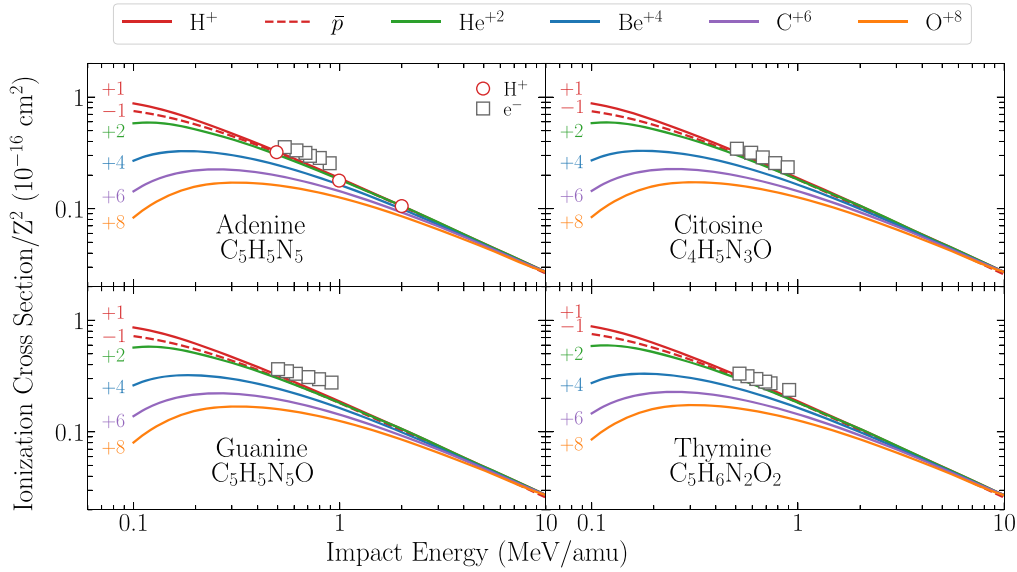 H⁺ p̄ He⁺² Be⁺⁴ C⁺⁶ O⁺⁸
Ionization Cross Section/Z² (10⁻¹⁶ cm²)
1
0.1
+1
−1
+2
+4
+6
+8
H⁺
e⁻
Adenine
C₅H₅N₅
+1
−1
+2
+4
+6
+8
Citosine
C₄H₅N₃O
1
0.1
+1
−1
+2
+4
+6
+8
Guanine
C₅H₅N₅O
+1
−1
+2
+4
+6
+8
Thymine
C₅H₆N₂O₂
0.1 1 10 0.1 1 10
Impact Energy (MeV/amu)